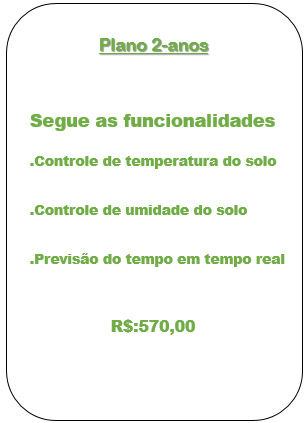 Plano 2-anos
Segue as funcionalidades
.Controle de temperatura do solo
.Controle de umidade do solo
.Previsão do tempo em tempo real
R$:570,00